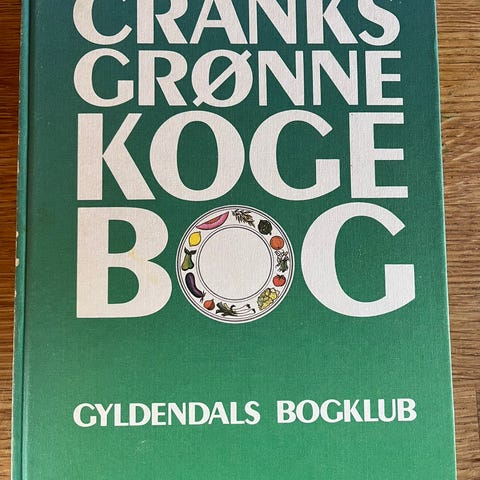 CRANKS
GRØNNE
KOGE
BOG
GYLDENDALS BOGKLUB